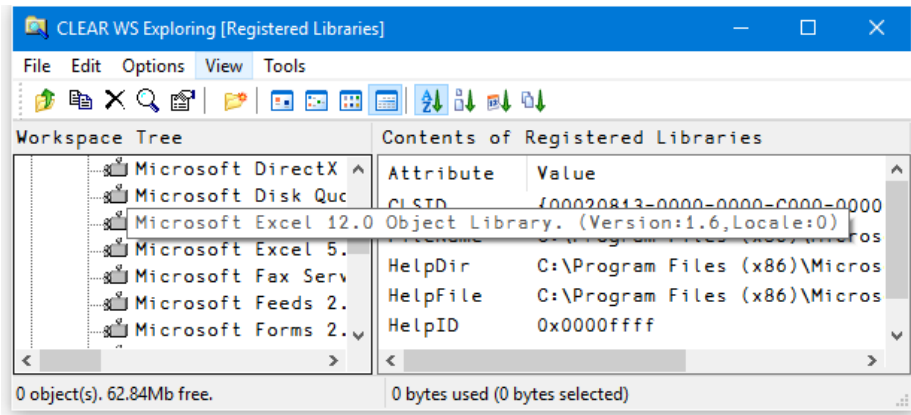 CLEAR WS Exploring [Registered Libraries]
File Edit Options View Tools
Workspace Tree
Contents of Registered Libraries
Microsoft DirectX
Microsoft Disk Quo
Microsoft Excel 12.0 Object Library. (Version:1.6,Locale:0)
Microsoft Excel 5.
Microsoft Fax Serv
Microsoft Feeds 2.
Microsoft Forms 2.
Attribute Value
CLSID {00020813-0000-0000-C000-0000
HelpDir C:\Program Files (x86)\Micros
HelpFile C:\Program Files (x86)\Micros
HelpID 0x0000ffff
0 object(s). 62.84Mb free.
0 bytes used (0 bytes selected)